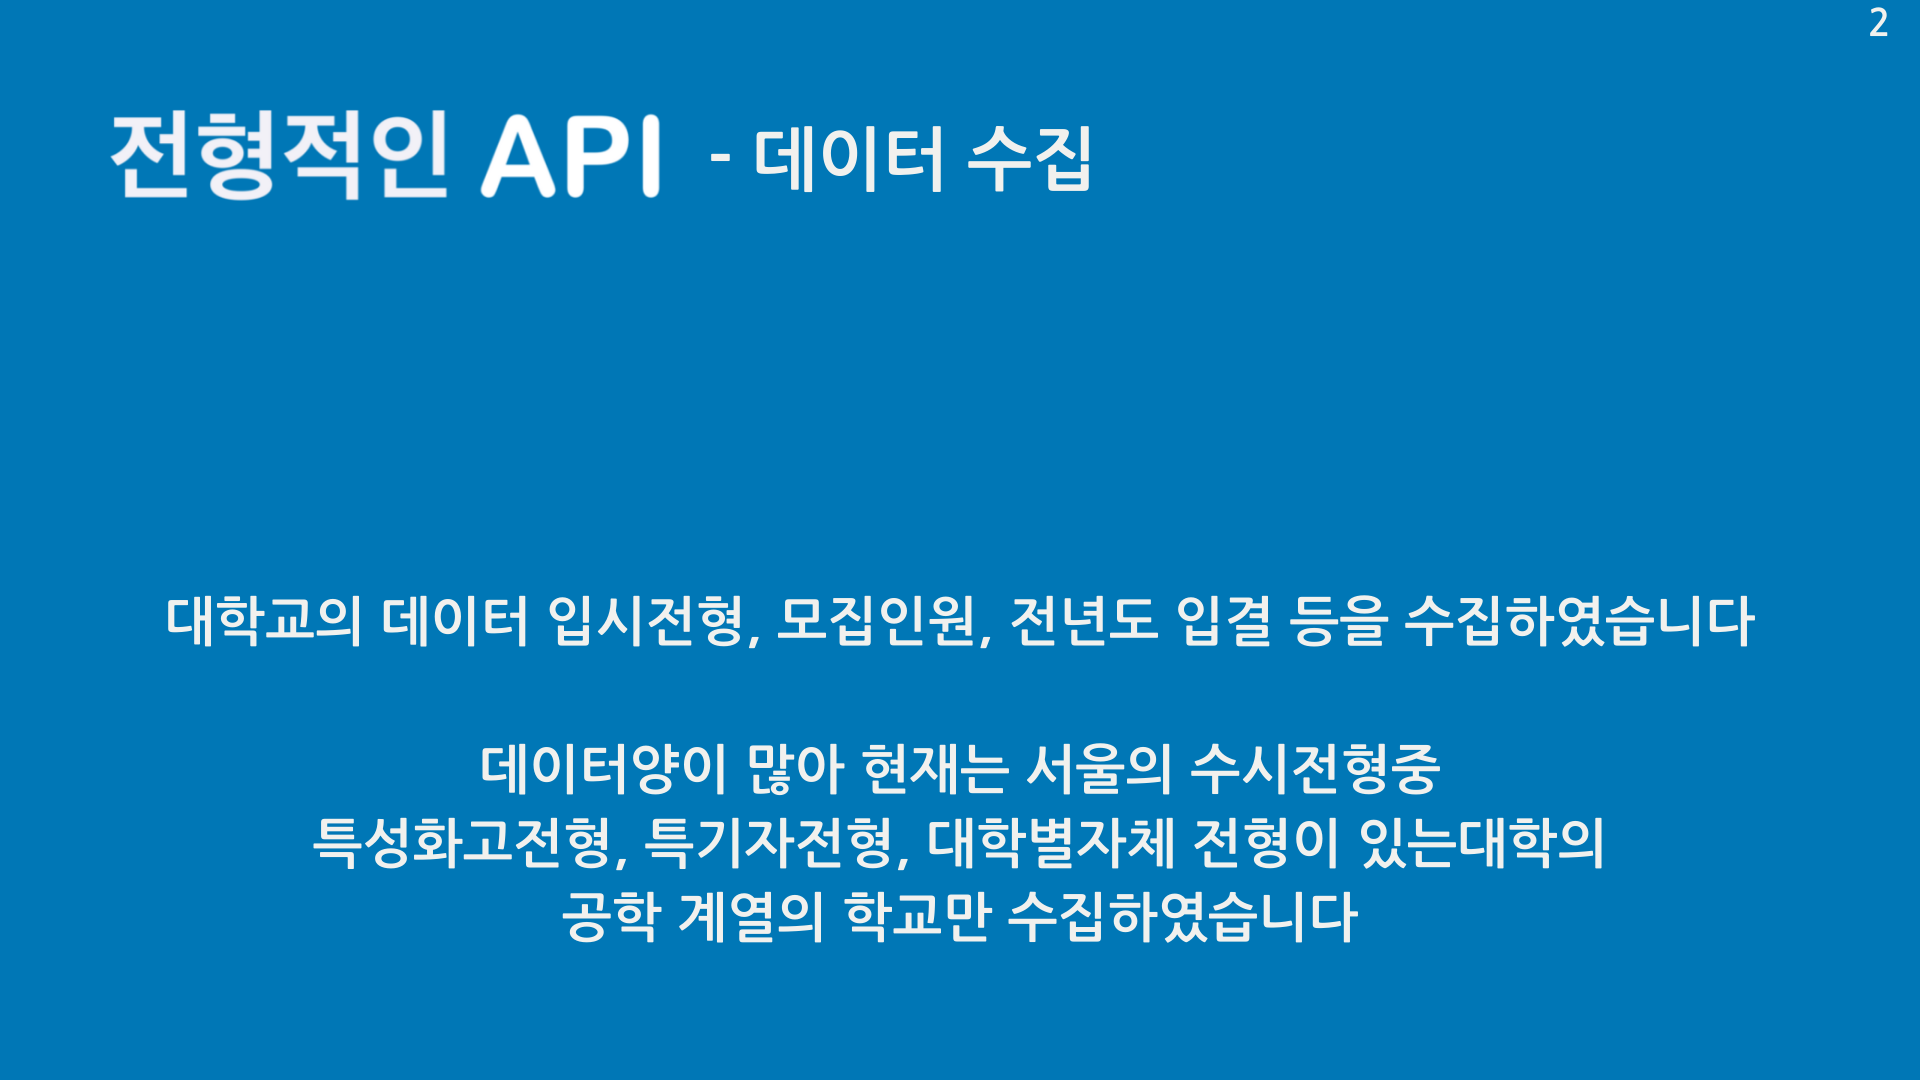 2
전형적인 API - 데이터 수집
대학교의 데이터 입시전형, 모집인원, 전년도 입결 등을 수집하였습니다
데이터양이 많아 현재는 서울의 수시전형중
특성화고전형, 특기자전형, 대학별자체 전형이 있는대학의
공학 계열의 학교만 수집하였습니다